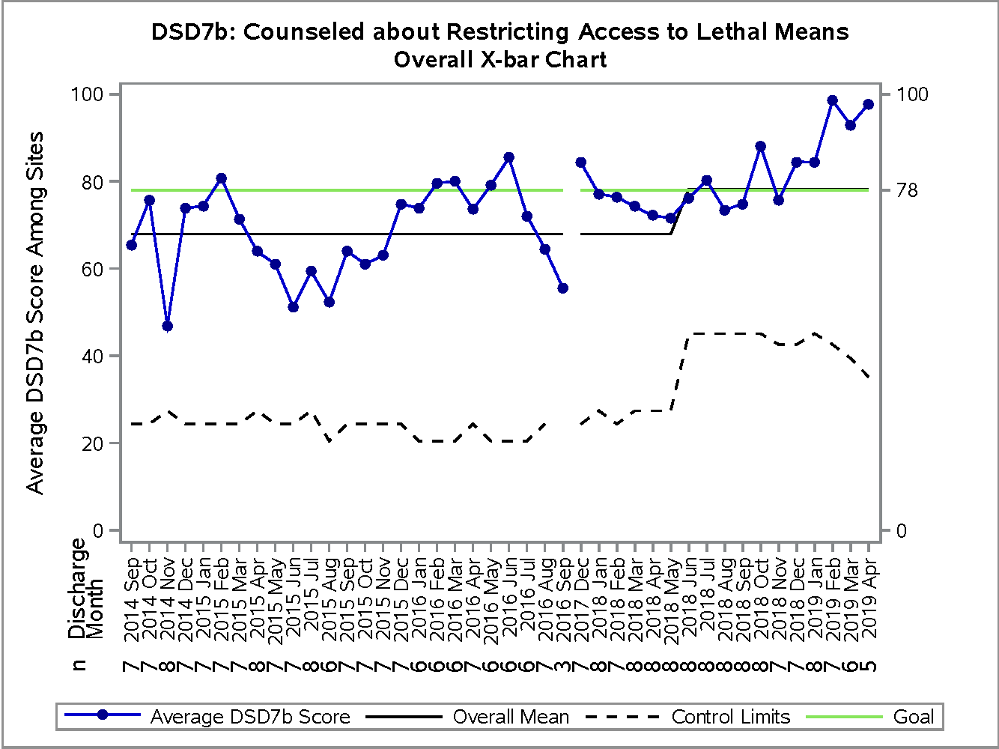 DSD7b: Counseled about Restricting Access to Lethal Means
Overall X-bar Chart
Average DSD7b Score Among Sites
100
80
60
40
20
0
100
78
0
Discharge
Month
2014 Sep
2014 Oct
2014 Nov
2014 Dec
2015 Jan
2015 Feb
2015 Mar
2015 Apr
2015 May
2015 Jun
2015 Jul
2015 Aug
2015 Sep
2015 Oct
2015 Nov
2015 Dec
2016 Jan
2016 Feb
2016 Mar
2016 Apr
2016 May
2016 Jun
2016 Jul
2016 Aug
2016 Sep
2017 Dec
2018 Jan
2018 Feb
2018 Mar
2018 Apr
2018 May
2018 Jun
2018 Jul
2018 Aug
2018 Sep
2018 Oct
2018 Nov
2018 Dec
2019 Jan
2019 Feb
2019 Mar
2019 Apr
n
7 7 8 7 7 7 7 8 7 7 8 6 7 7 7 7 6 6 6 7 6 6 6 7 3 7 8 7 8 8 8 8 8 8 8 8 7 7 8 7 6 5
Average DSD7b Score Overall Mean Control Limits Goal